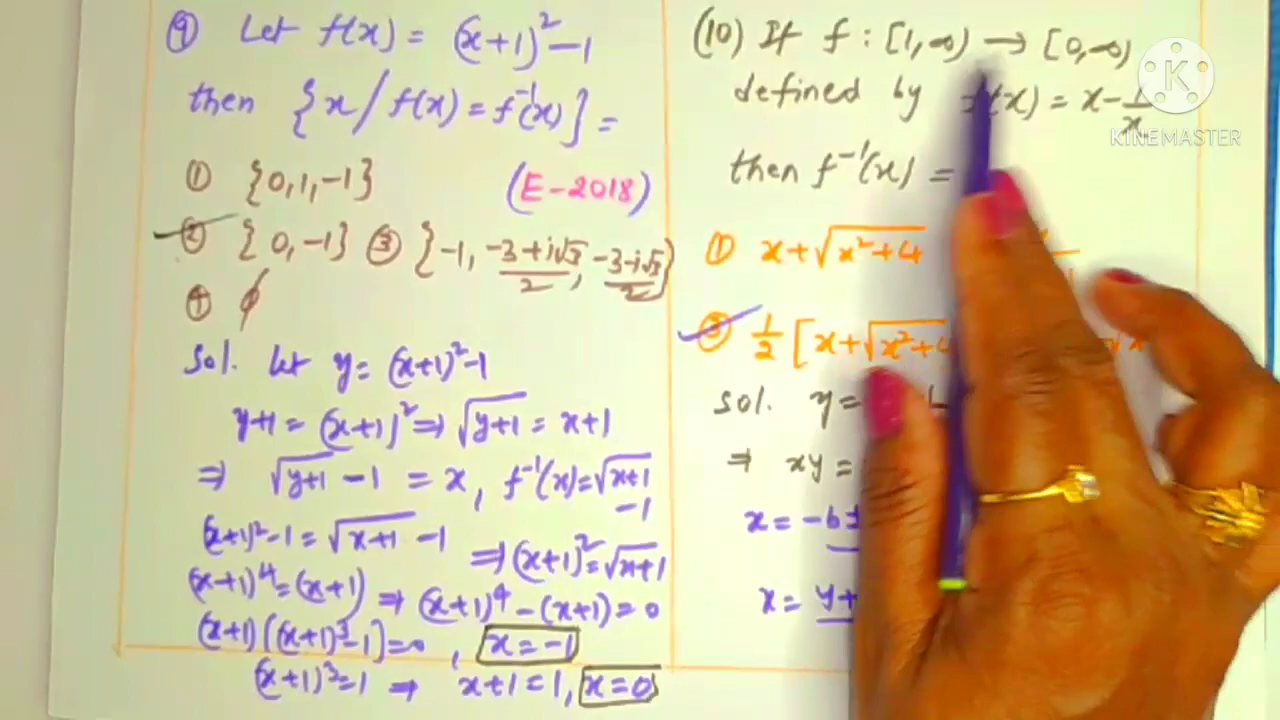 ⑨ Let f(x) = (x+1)² - 1
then {x / f(x) = f⁻¹(x)} =
① {0, 1, -1} (E-2018)
② {0, -1} ③ {-1, (-3+i√3)/2, (-3-i√3)/2}
④ ϕ
Sol. Let y = (x+1)² - 1
y+1 = (x+1)² ⇒ √(y+1) = x+1
⇒ √(y+1) - 1 = x, f⁻¹(x) = √(x+1) - 1
(x+1)² - 1 = √(x+1) - 1
⇒ (x+1)² = √(x+1)
(x+1)⁴ = (x+1) ⇒ (x+1)⁴ - (x+1) = 0
(x+1)[(x+1)³ - 1] = 0, x = -1
(x+1)³ = 1 ⇒ x+1 = 1, x = 0
(10) If f : [1, ∞) → [0, ∞)
defined by f(x) = x - 1/x
then f⁻¹(x) =
① x + √(x²+4)
③ 1/2 [x + √(x²+4
sol. y =
⇒ xy =
x = -b ±
x = y +
KINEMASTER